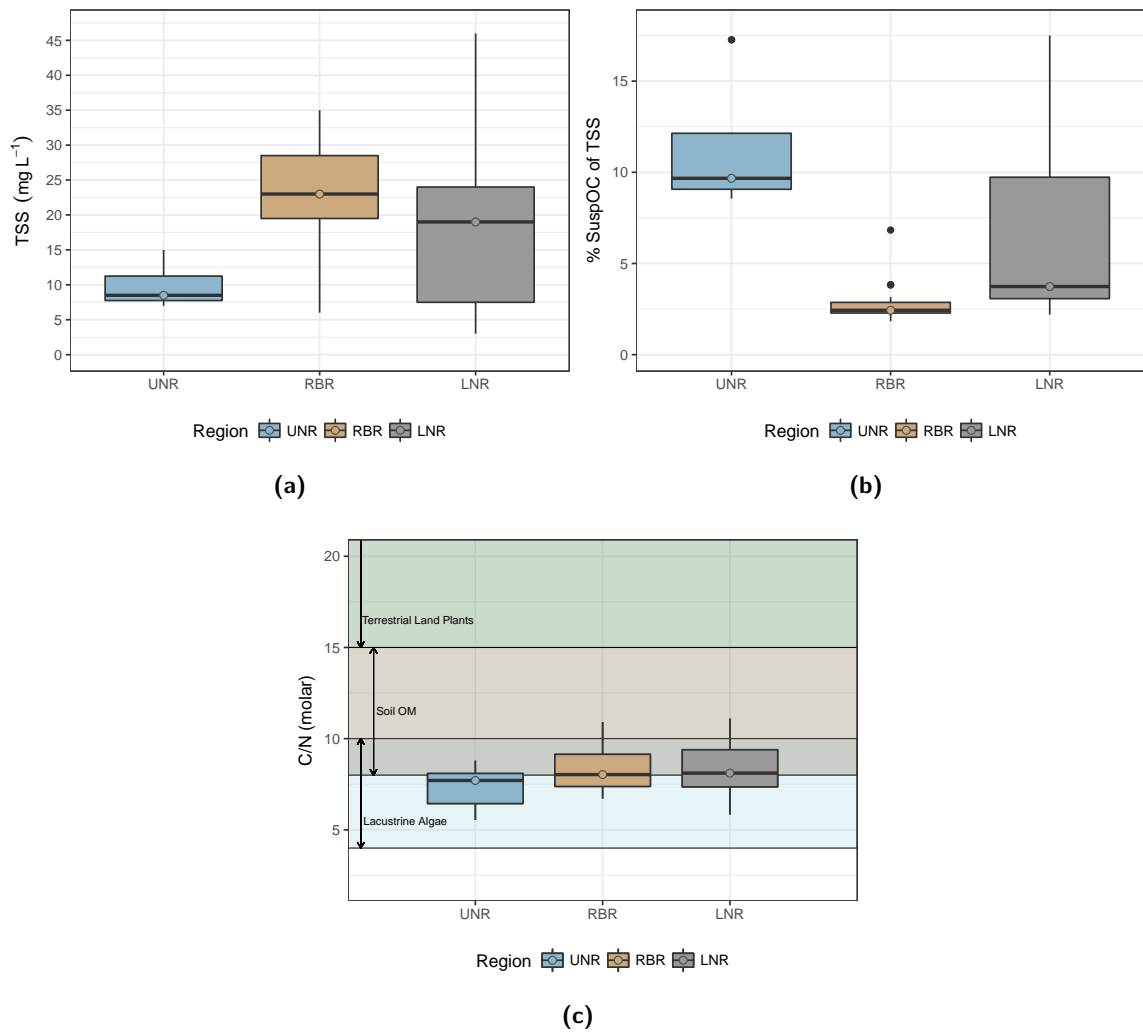 TSS (mg L⁻¹)
45
40
35
30
25
20
15
10
5
0
UNR RBR LNR
Region UNR RBR LNR
(a)
% SuspOC of TSS
15
10
5
0
UNR RBR LNR
Region UNR RBR LNR
(b)
C/N (molar)
20
15
10
5
Terrestrial Land Plants
Soil OM
Lacustrine Algae
UNR RBR LNR
Region UNR RBR LNR
(c)